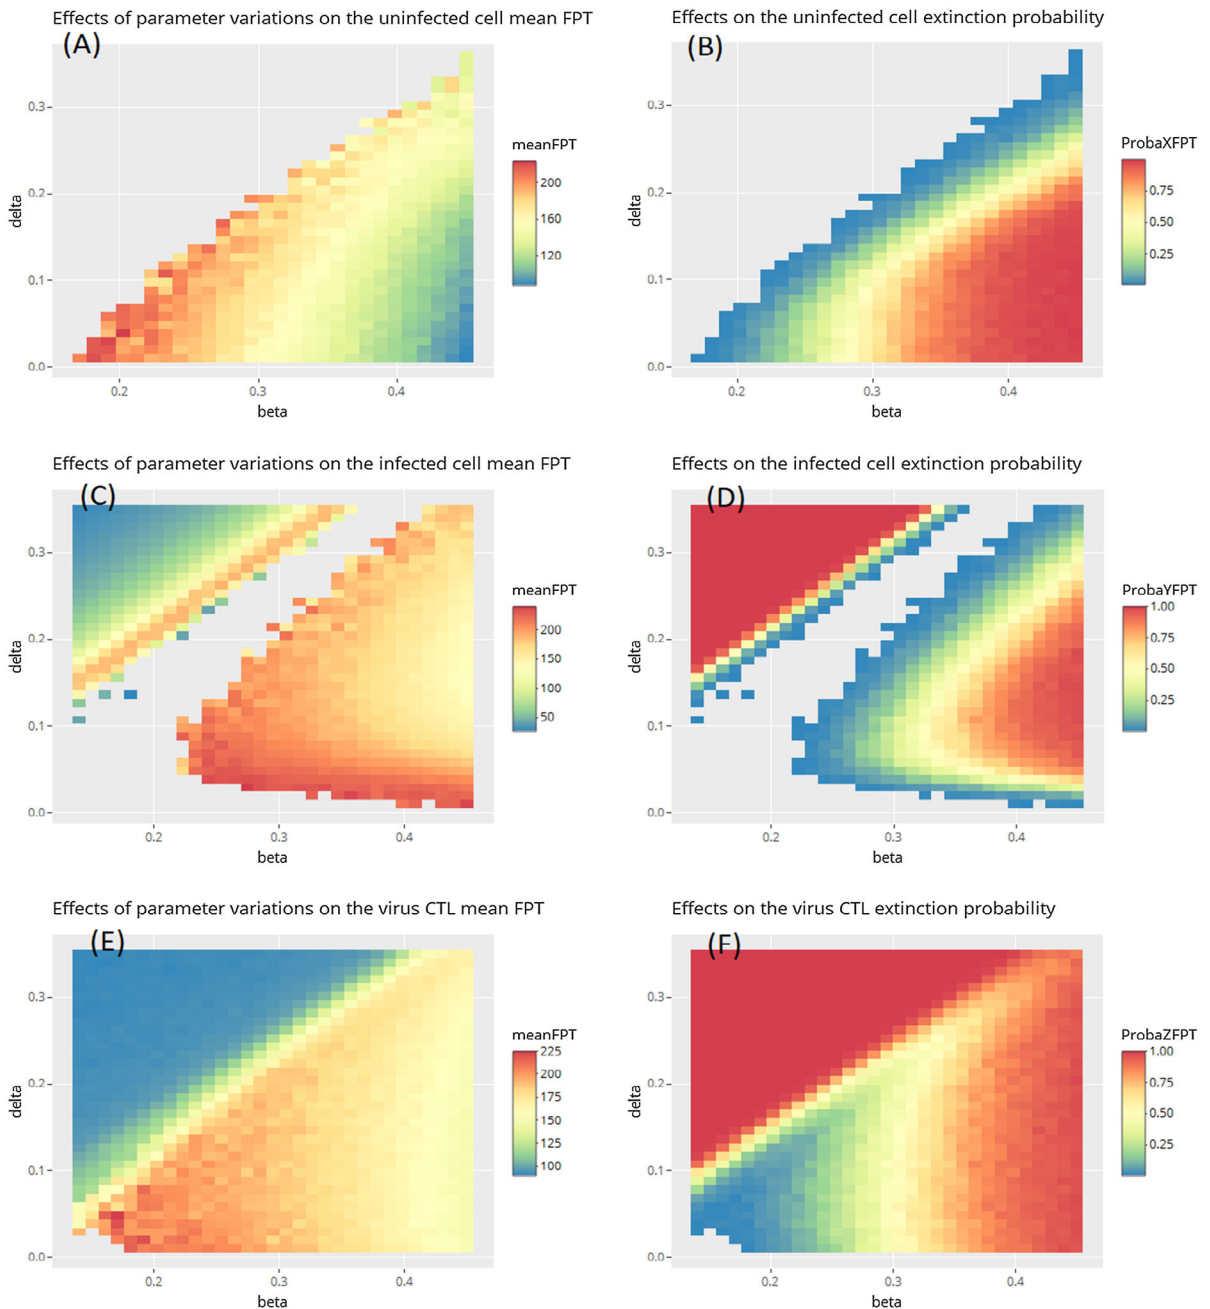 Effects of parameter variations on the uninfected cell mean FPT
(A)
0.3
0.2
0.1
0.0
delta
0.2 0.3 0.4
beta
meanFPT
200
160
120
Effects on the uninfected cell extinction probability
(B)
0.3
0.2
0.1
0.0
delta
0.2 0.3 0.4
beta
ProbaXFPT
0.75
0.50
0.25
Effects of parameter variations on the infected cell mean FPT
(C)
0.3
0.2
0.1
0.0
delta
0.2 0.3 0.4
beta
meanFPT
200
150
100
50
Effects on the infected cell extinction probability
(D)
0.3
0.2
0.1
0.0
delta
0.2 0.3 0.4
beta
ProbaYFPT
1.00
0.75
0.50
0.25
Effects of parameter variations on the virus CTL mean FPT
(E)
0.3
0.2
0.1
0.0
delta
0.2 0.3 0.4
beta
meanFPT
225
200
175
150
125
100
Effects on the virus CTL extinction probability
(F)
0.3
0.2
0.1
0.0
delta
0.2 0.3 0.4
beta
ProbaZFPT
1.00
0.75
0.50
0.25